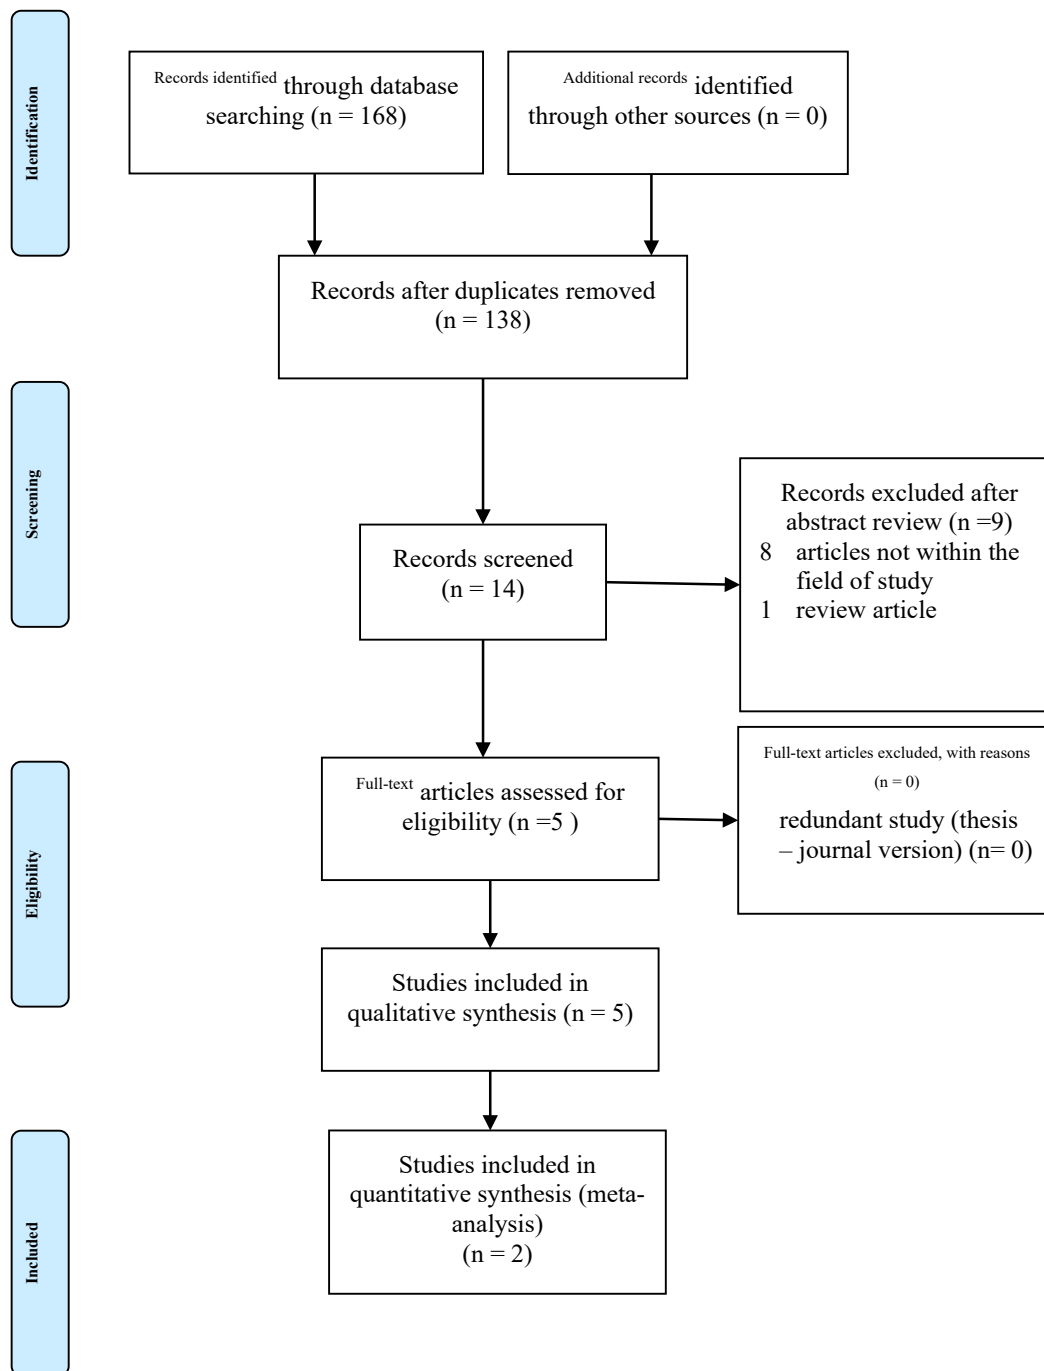 Identification
Records identified through database
searching (n = 168)
Additional records identified
through other sources (n = 0)
Records after duplicates removed
(n = 138)
Screening
Records screened
(n = 14)
Records excluded after
abstract review (n =9)
8 articles not within the
field of study
1 review article
Eligibility
Full-text articles assessed for
eligibility (n =5 )
Full-text articles excluded, with reasons
(n = 0)
redundant study (thesis
– journal version) (n= 0)
Studies included in
qualitative synthesis (n = 5)
Included
Studies included in
quantitative synthesis (meta-
analysis)
(n = 2)